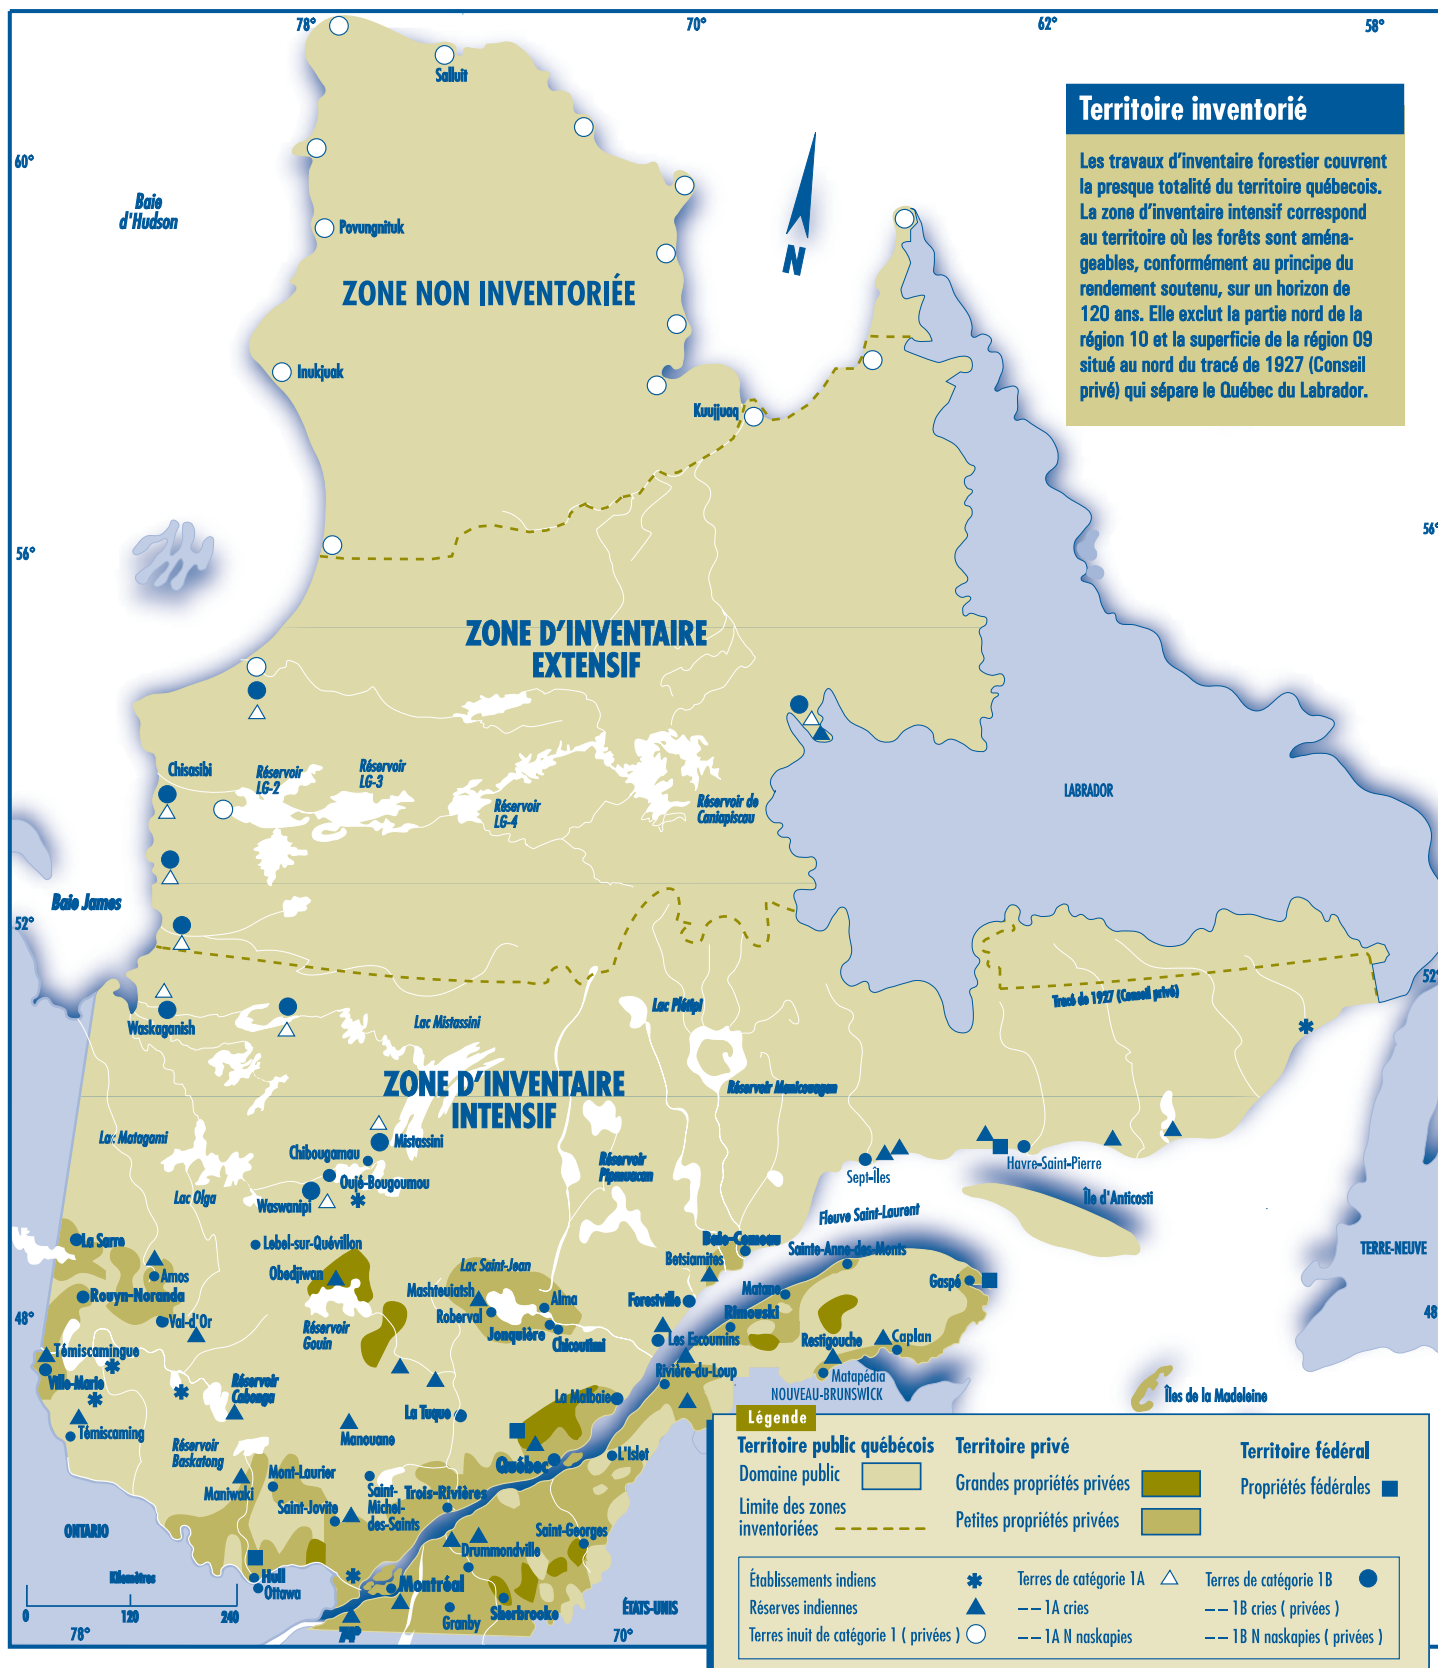 78°
70°
62°
58°
Salluit
Territoire inventorié
Les travaux d'inventaire forestier couvrent
la presque totalité du territoire québecois.
La zone d'inventaire intensif correspond
au territoire où les forêts sont aména-
geables, conformément au principe du
rendement soutenu, sur un horizon de
120 ans. Elle exclut la partie nord de la
région 10 et la superficie de la région 09
situé au nord du tracé de 1927 (Conseil
privé) qui sépare le Québec du Labrador.
60°
Baie
d'Hudson
Povungnituk
N
ZONE NON INVENTORIÉE
Inukjuak
Kuujjuaq
56°
56°
ZONE D'INVENTAIRE
EXTENSIF
Chisasibi
Réservoir
LG-2
Réservoir
LG-3
Réservoir
LG-4
Réservoir de
Caniapiscau
LABRADOR
Baie James
52°
52°
Tracé de 1927 (Conseil privé)
Waskaganish
Lac Mistassini
Lac Plétipi
ZONE D'INVENTAIRE
INTENSIF
Réservoir Manicouagan
Lac Matagami
Mistassini
Chibougamau
Oujé-Bougoumou
Lac Olga
Waswanipi
Réservoir
Pipmuacan
Sept-Îles
Havre-Saint-Pierre
Île d'Anticosti
Fleuve Saint-Laurent
La Sarre
Lebel-sur-Quévillon
Baie-Comeau
Sainte-Anne-des-Monts
TERRE-NEUVE
Amos
Obedjiwan
Lac Saint-Jean
Betsiamites
Gaspé
Rouyn-Noranda
Mashteuiatsh
Alma
Forestville
Matane
Val-d'Or
Réservoir
Gouin
Roberval
Jonquière
Chicoutimi
Rimouski
48°
48°
Les Escoumins
Restigouche
Caplan
Témiscamingue
Ville-Marie
Rivière-du-Loup
Matapédia
Réservoir
Cabonga
La Malbaie
NOUVEAU-BRUNSWICK
Îles de la Madeleine
La Tuque
Témiscaming
Manouane
Réservoir
Baskatong
Québec
L'Islet
Mont-Laurier
Maniwaki
Saint-
Michel-
des-Saints
Trois-Rivières
Saint-Jovite
ONTARIO
Saint-Georges
Drummondville
Kilomètres
Hull
Ottawa
Montréal
Sherbrooke
Granby
ÉTATS-UNIS
0
120
240
78°
74°
70°
Légende
Territoire public québécois
Domaine public
Limite des zones
inventoriées
Territoire privé
Grandes propriétés privées
Petites propriétés privées
Territoire fédéral
Propriétés fédérales
Établissements indiens
Réserves indiennes
Terres inuit de catégorie 1 ( privées )
Terres de catégorie 1A
-- 1A cries
-- 1A N naskapies
Terres de catégorie 1B
-- 1B cries ( privées )
-- 1B N naskapies ( privées )